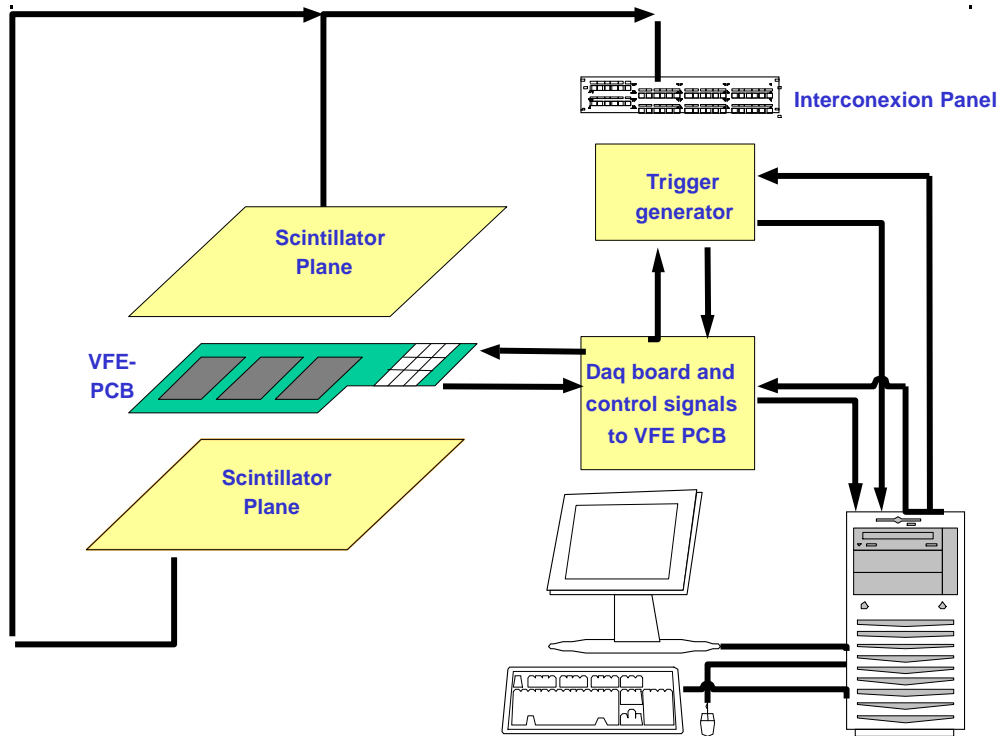 Interconexion Panel
Trigger
generator
Scintillator
Plane
VFE-
PCB
Daq board and
control signals
to VFE PCB
Scintillator
Plane